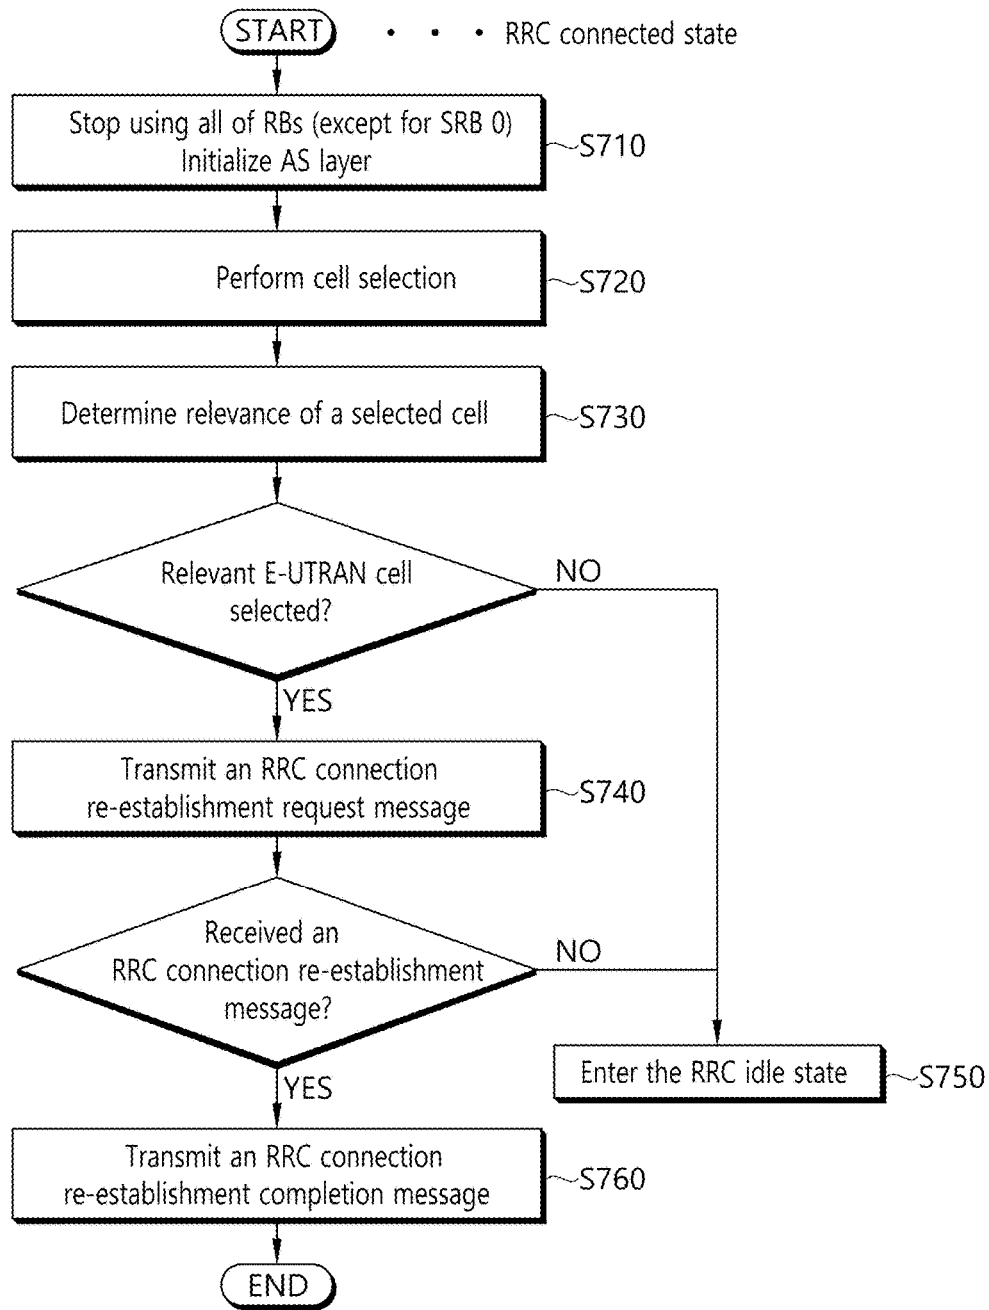 START
• • • RRC connected state
Stop using all of RBs (except for SRB 0)
Initialize AS layer
S710
Perform cell selection
S720
Determine relevance of a selected cell
S730
Relevant E-UTRAN cell
selected?
NO
YES
Transmit an RRC connection
re-establishment request message
S740
Received an
RRC connection re-establishment
message?
NO
YES
Enter the RRC idle state
S750
Transmit an RRC connection
re-establishment completion message
S760
END